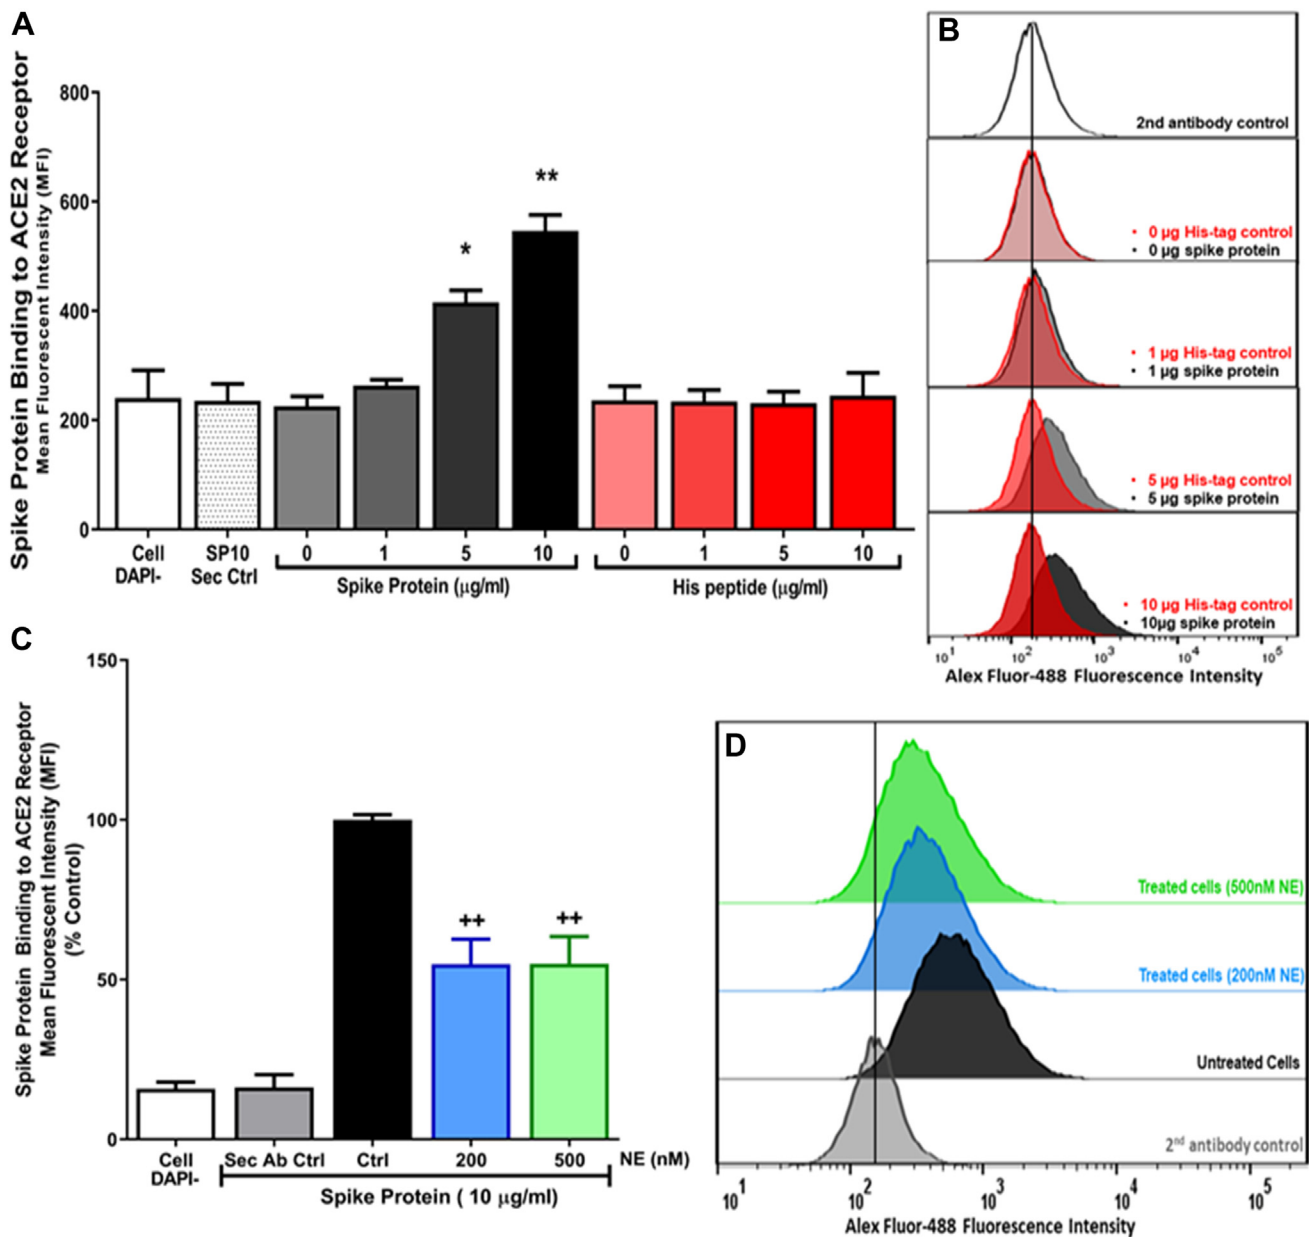 A
Spike Protein Binding to ACE2 Receptor
Mean Fluorescent Intensity (MFI)
800
600
400
200
0
*
**
Cell
DAPI-
SP10
Sec Ctrl
0
1
5
10
0
1
5
10
Spike Protein (μg/ml)
His peptide (μg/ml)
B
2nd antibody control
• 0 μg His-tag control
• 0 μg spike protein
• 1 μg His-tag control
• 1 μg spike protein
• 5 μg His-tag control
• 5 μg spike protein
• 10 μg His-tag control
• 10μg spike protein
10¹ 10² 10³ 10⁴ 10⁵
Alex Fluor-488 Fluorescence Intensity
C
Spike Protein Binding to ACE2 Receptor
Mean Fluorescent Intensity (MFI)
(% Control)
150
100
50
0
++
++
Cell
DAPI-
Sec Ab Ctrl
Ctrl
200
500
NE (nM)
Spike Protein ( 10 μg/ml)
D
Treated cells (500nM NE)
Treated cells (200nM NE)
Untreated Cells
2nd antibody control
10¹ 10² 10³ 10⁴ 10⁵
Alex Fluor-488 Fluorescence Intensity